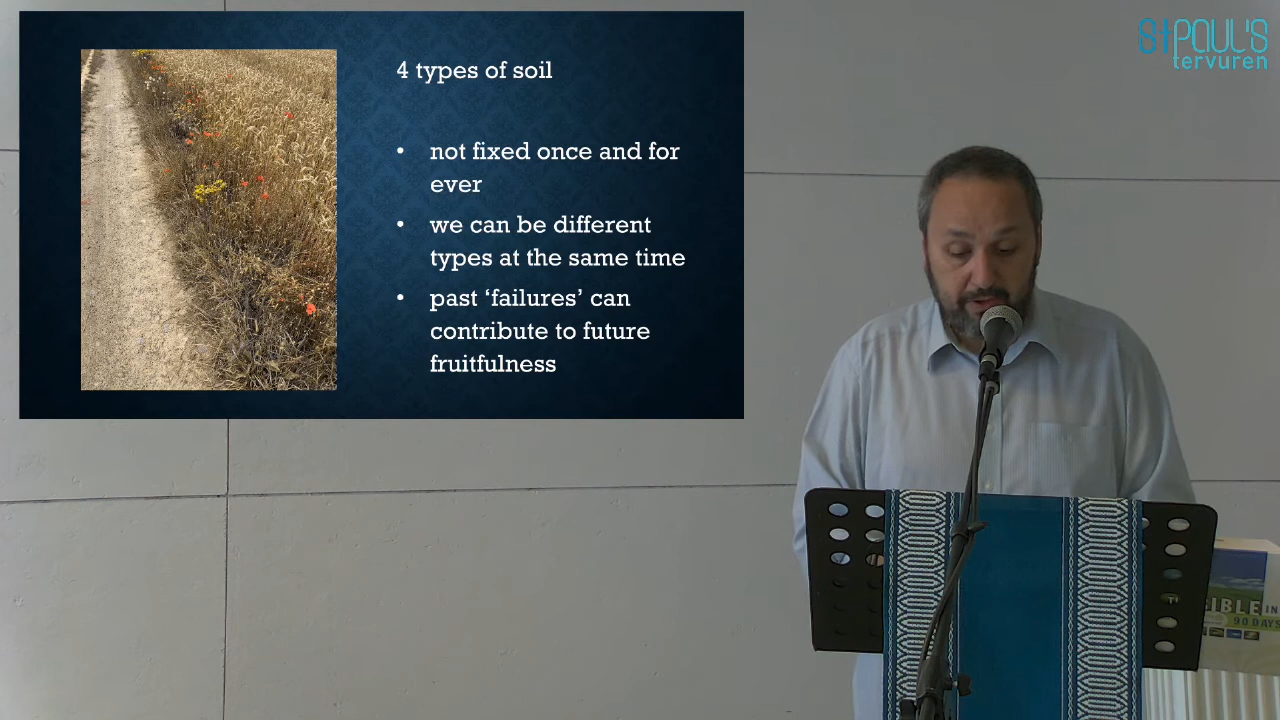 4 types of soil
• not fixed once and for
ever
• we can be different
types at the same time
• past ‘failures’ can
contribute to future
fruitfulness
St PAUL'S
tervuren
BIBLE IN
90 DAYS